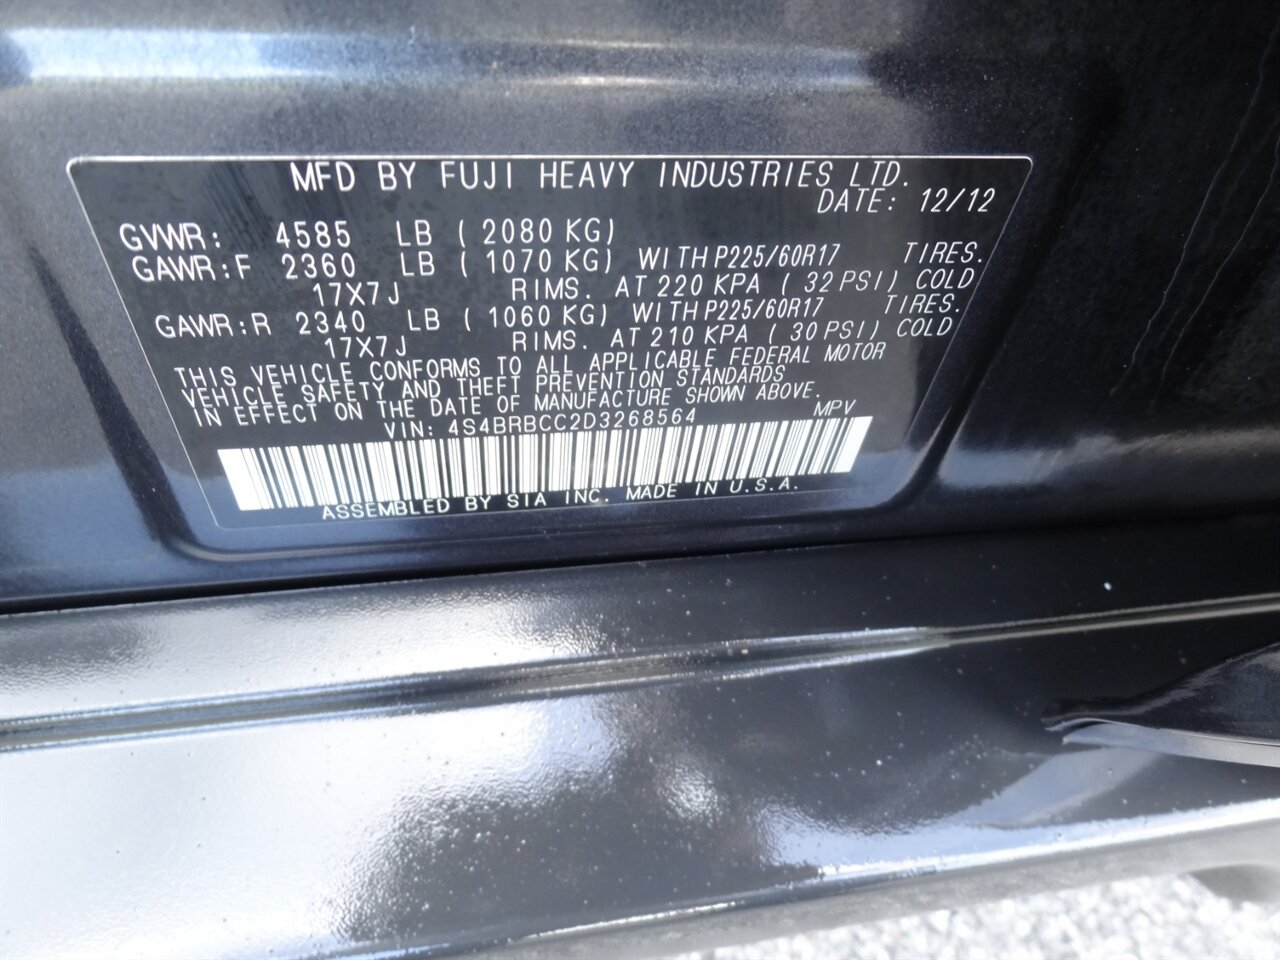 MFD BY FUJI HEAVY INDUSTRIES LTD.
DATE: 12/12
GVWR: 4585 LB ( 2080 KG)
GAWR:F 2360 LB ( 1070 KG) WITH P225/60R17 TIRES.
17X7J RIMS. AT 220 KPA ( 32 PSI) COLD
GAWR:R 2340 LB ( 1060 KG) WITH P225/60R17 TIRES.
17X7J RIMS. AT 210 KPA ( 30 PSI) COLD
THIS VEHICLE CONFORMS TO ALL APPLICABLE FEDERAL MOTOR
VEHICLE SAFETY AND THEFT PREVENTION STANDARDS
IN EFFECT ON THE DATE OF MANUFACTURE SHOWN ABOVE.
VIN: 4S4BRBCC2D3268564 MPV
ASSEMBLED BY SIA INC. MADE IN U.S.A.